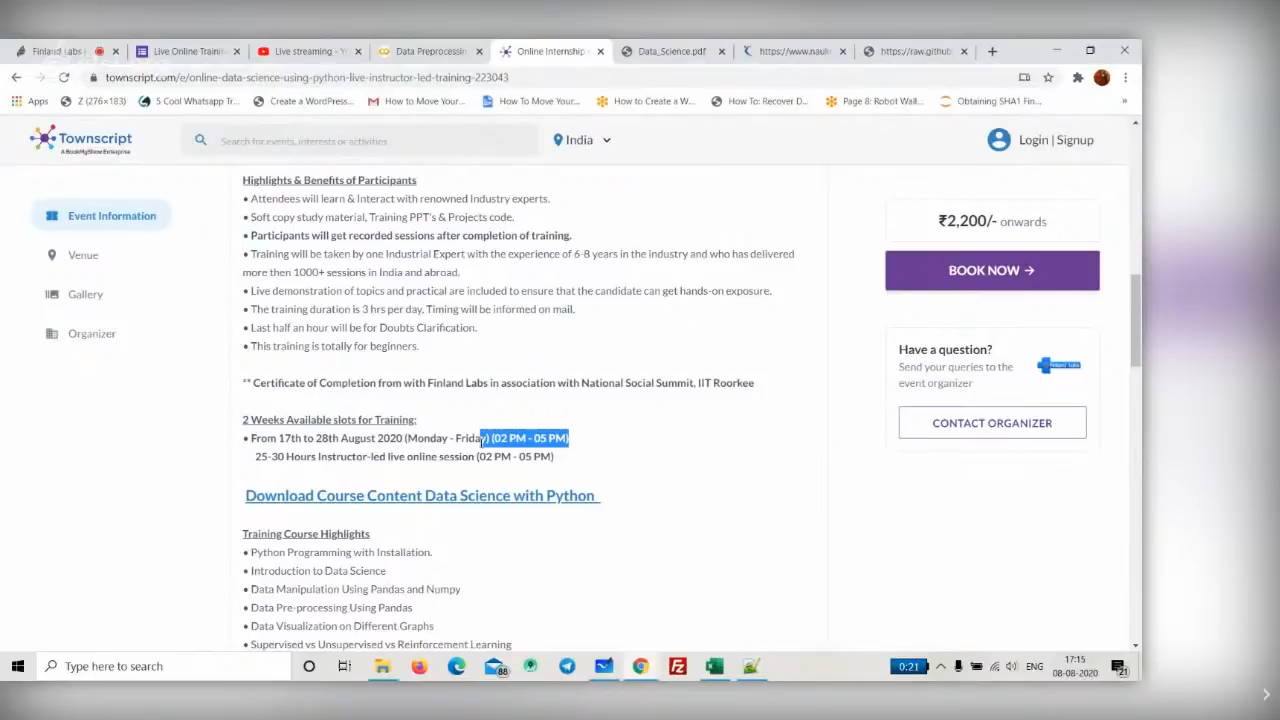 Finland Labs
Live Online Traini
Live streaming - Y
Data Preprocessin
Online Internship
Data_Science.pdf
https://www.nauk
https://raw.github
townscript.com/e/online-data-science-using-python-live-instructor-led-training-223043
Apps
Z (276×183)
5 Cool Whatsapp Tr...
Create a WordPress...
How to Move Your...
How To Move Your...
How to Create a W...
How To: Recover D...
Page 8: Robot Wall...
Obtaining SHA1 Fin...
»
Townscript
A BookMyShow Enterprise
Search for events, interests or activities
India
Login | Signup
Event Information
Venue
Gallery
Organizer
Highlights & Benefits of Participants
• Attendees will learn & Interact with renowned Industry experts.
• Soft copy study material, Training PPT's & Projects code.
• Participants will get recorded sessions after completion of training.
• Training will be taken by one Industrial Expert with the experience of 6-8 years in the industry and who has delivered
more then 1000+ sessions in India and abroad.
• Live demonstration of topics and practical are included to ensure that the candidate can get hands-on exposure.
• The training duration is 3 hrs per day. Timing will be informed on mail.
• Last half an hour will be for Doubts Clarification.
• This training is totally for beginners.
** Certificate of Completion from with Finland Labs in association with National Social Summit, IIT Roorkee
2 Weeks Available slots for Training:
• From 17th to 28th August 2020 (Monday - Friday) (02 PM - 05 PM)
25-30 Hours Instructor-led live online session (02 PM - 05 PM)
Download Course Content Data Science with Python
Training Course Highlights
• Python Programming with Installation.
• Introduction to Data Science
• Data Manipulation Using Pandas and Numpy
• Data Pre-processing Using Pandas
• Data Visualization on Different Graphs
• Supervised vs Unsupervised vs Reinforcement Learning
₹2,200/- onwards
BOOK NOW →
Have a question?
Send your queries to the
event organizer
CONTACT ORGANIZER
Type here to search
88
0:21
ENG
17:15
08-08-2020
21